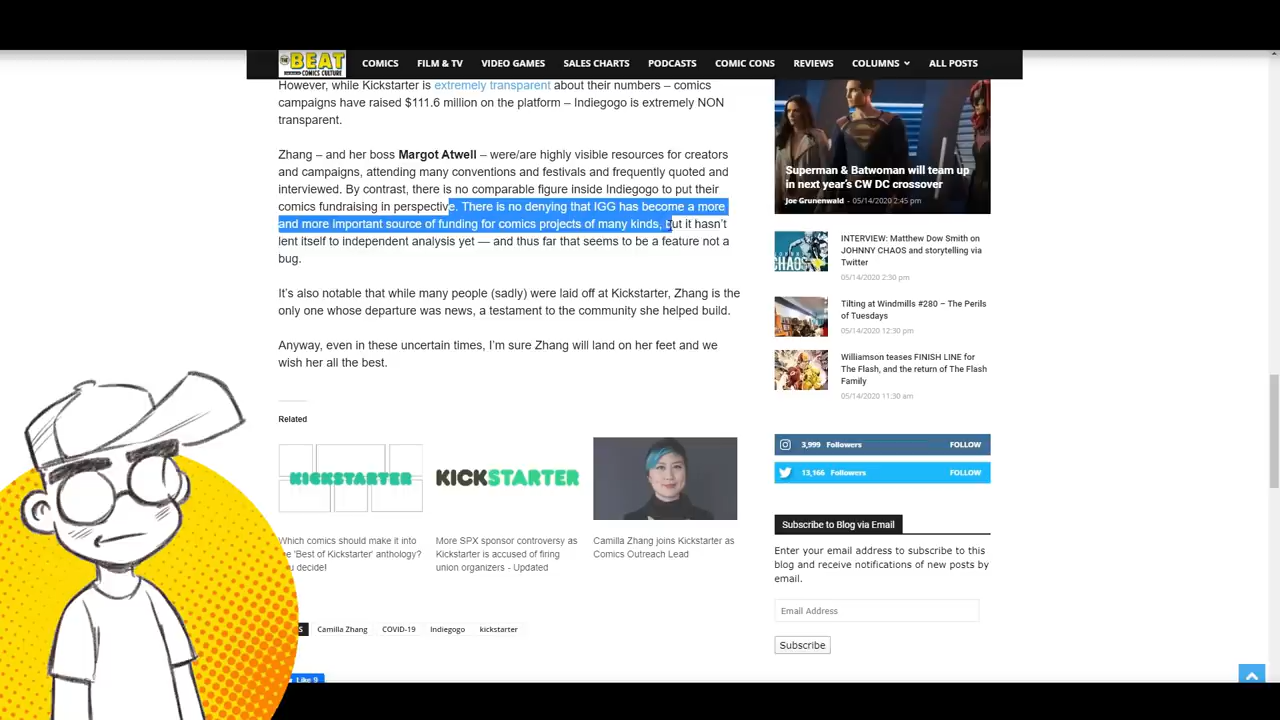 THE
BEAT
COMICS CULTURE
COMICS
FILM & TV
VIDEO GAMES
SALES CHARTS
PODCASTS
COMIC CONS
REVIEWS
COLUMNS
ALL POSTS
However, while Kickstarter is extremely transparent about their numbers – comics
campaigns have raised $111.6 million on the platform – Indiegogo is extremely NON
transparent.
Zhang – and her boss Margot Atwell – were/are highly visible resources for creators
and campaigns, attending many conventions and festivals and frequently quoted and
interviewed. By contrast, there is no comparable figure inside Indiegogo to put their
comics fundraising in perspective. There is no denying that IGG has become a more
and more important source of funding for comics projects of many kinds, but it hasn't
lent itself to independent analysis yet — and thus far that seems to be a feature not a
bug.
It's also notable that while many people (sadly) were laid off at Kickstarter, Zhang is the
only one whose departure was news, a testament to the community she helped build.
Anyway, even in these uncertain times, I'm sure Zhang will land on her feet and we
wish her all the best.
Related
KICKSTARTER
KICKSTARTER
Which comics should make it into
'Best of Kickstarter' anthology?
decide!
More SPX sponsor controversy as
Kickstarter is accused of firing
union organizers - Updated
Camilla Zhang joins Kickstarter as
Comics Outreach Lead
Camilla Zhang
COVID-19
Indiegogo
kickstarter
Like 9
Superman & Batwoman will team up
in next year's CW DC crossover
Joe Grunenwald - 05/14/2020 2:45 pm
INTERVIEW: Matthew Dow Smith on
JOHNNY CHAOS and storytelling via
Twitter
05/14/2020 2:30 pm
Tilting at Windmills #280 – The Perils
of Tuesdays
05/14/2020 12:30 pm
Williamson teases FINISH LINE for
The Flash, and the return of The Flash
Family
05/14/2020 11:30 am
3,999 Followers
FOLLOW
13,166 Followers
FOLLOW
Subscribe to Blog via Email
Enter your email address to subscribe to this
blog and receive notifications of new posts by
email.
Email Address
Subscribe